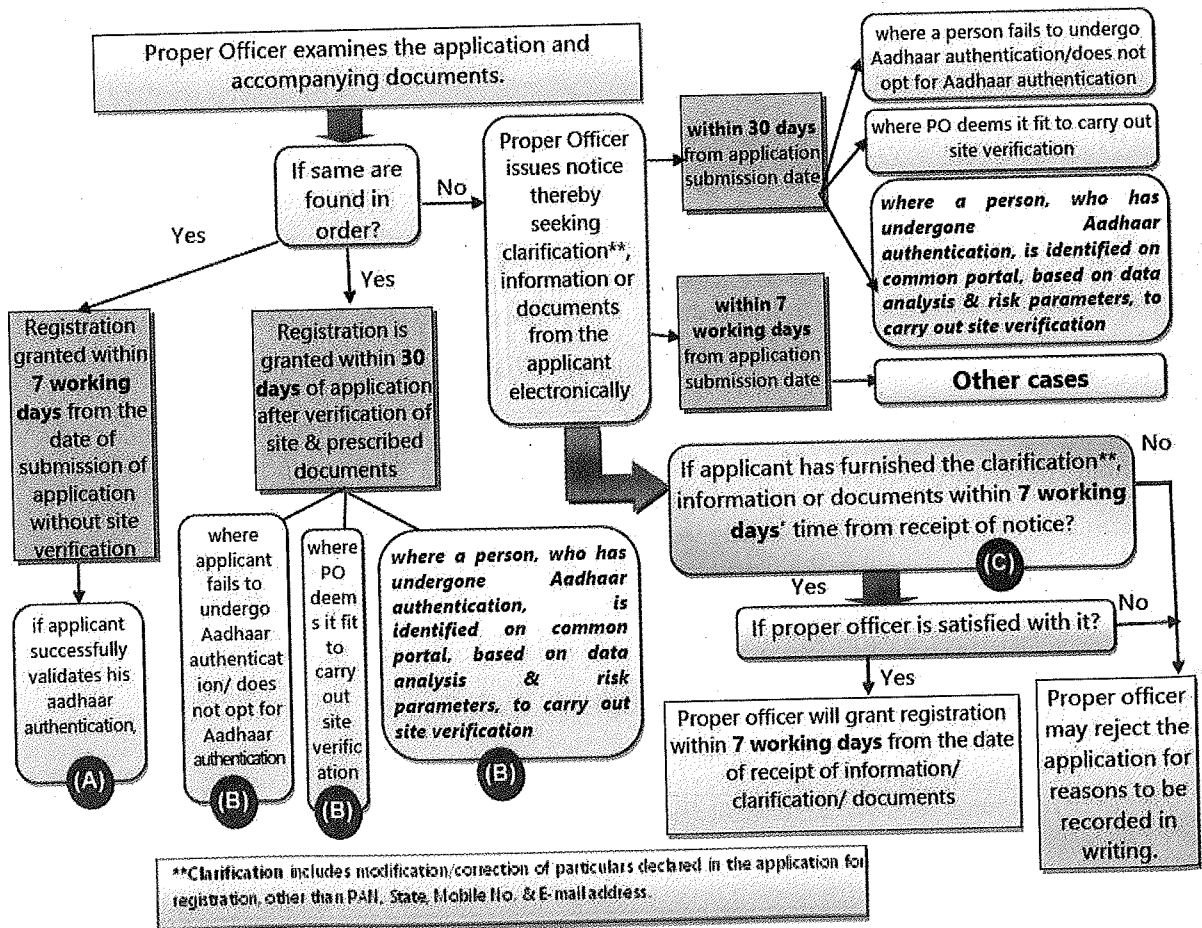 Proper Officer examines the application and
accompanying documents.
If same are
found in
order?
No
Yes
Yes
Registration
granted within
7 working
days from the
date of
submission of
application
without site
verification
if applicant
successfully
validates his
aadhaar
authentication,
(A)
Registration is
granted within 30
days of application
after verification of
site & prescribed
documents
where
applicant
fails to
undergo
Aadhaar
authenticat
ion/ does
not opt for
Aadhaar
authentication
(B)
where
PO
deem
s it fit
to
carry
out
site
verific
ation
(B)
where a person, who has
undergone Aadhaar
authentication, is
identified on common
portal, based on data
analysis & risk
parameters, to carry out
site verification
(B)
Proper Officer
issues notice
thereby
seeking
clarification**,
information or
documents
from the
applicant
electronically
within 30 days
from application
submission date
where a person fails to undergo
Aadhaar authentication/does not
opt for Aadhaar authentication
where PO deems it fit to carry out
site verification
where a person, who has
undergone Aadhaar
authentication, is identified on
common portal, based on data
analysis & risk parameters, to
carry out site verification
within 7
working days
from application
submission date
Other cases
If applicant has furnished the clarification**,
information or documents within 7 working
days' time from receipt of notice?
(C)
No
Yes
If proper officer is satisfied with it?
No
Yes
Proper officer will grant registration
within 7 working days from the date
of receipt of information/
clarification/ documents
Proper officer
may reject the
application for
reasons to be
recorded in
writing.
**Clarification includes modification/correction of particulars declared in the application for
registration, other than PAN, State, Mobile No. & E-mail address.